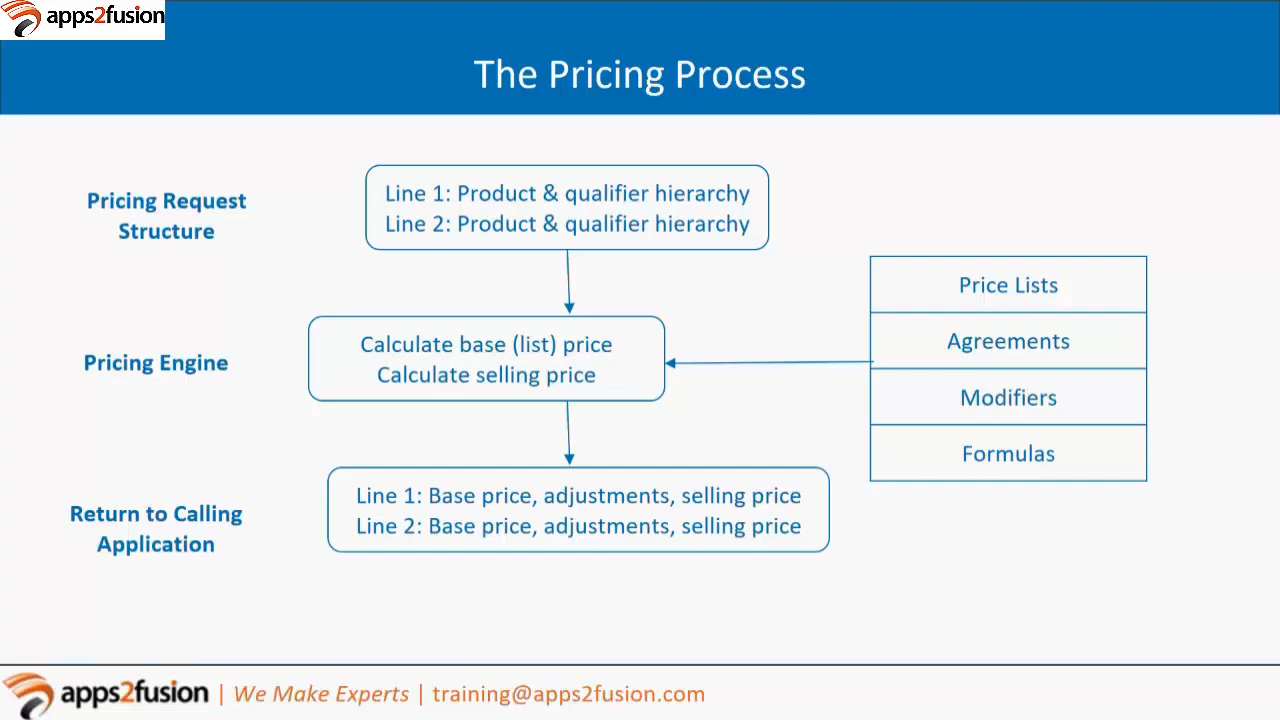 apps2fusion
The Pricing Process
Pricing Request
Structure
Line 1: Product & qualifier hierarchy
Line 2: Product & qualifier hierarchy
Pricing Engine
Calculate base (list) price
Calculate selling price
Price Lists
Agreements
Modifiers
Formulas
Return to Calling
Application
Line 1: Base price, adjustments, selling price
Line 2: Base price, adjustments, selling price
apps2fusion | We Make Experts | training@apps2fusion.com